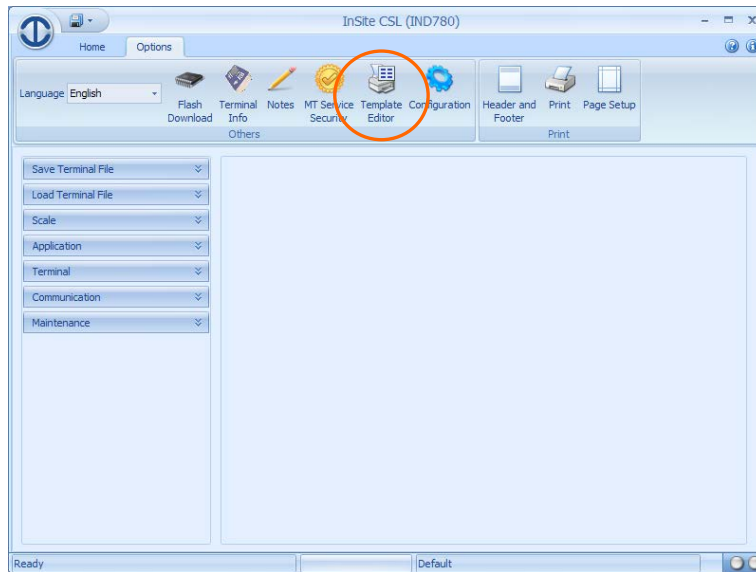 InSite CSL (IND780)
Home Options
Language English
Flash Download
Terminal Info
Notes
MT Service Security
Template Editor
Configuration
Header and Footer
Print
Page Setup
Others
Print
Save Terminal File
Load Terminal File
Scale
Application
Terminal
Communication
Maintenance
Ready
Default